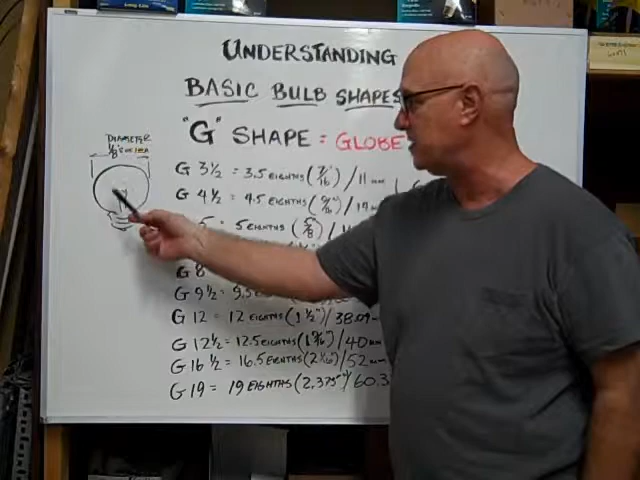 UNDERSTANDING
BASIC BULB SHAPES
"G" SHAPE = GLOBE
DIAMETER
G 3½ = 3.5 EIGHTHS (7/16") / 11 mm
G 4½ = 4.5 EIGHTHS (9/16") / 14 mm
5 = 5 EIGHTHS (5/8")
G 8
G 9½ = 9.5
G 12 = 12 EIGHTHS (1½") / 38.09
G 12½ = 12.5 EIGHTHS (1 9/16") / 40 mm
G 16½ = 16.5 EIGHTHS (2 1/16") / 52 mm
G 19 = 19 EIGHTHS (2.375") / 60.3